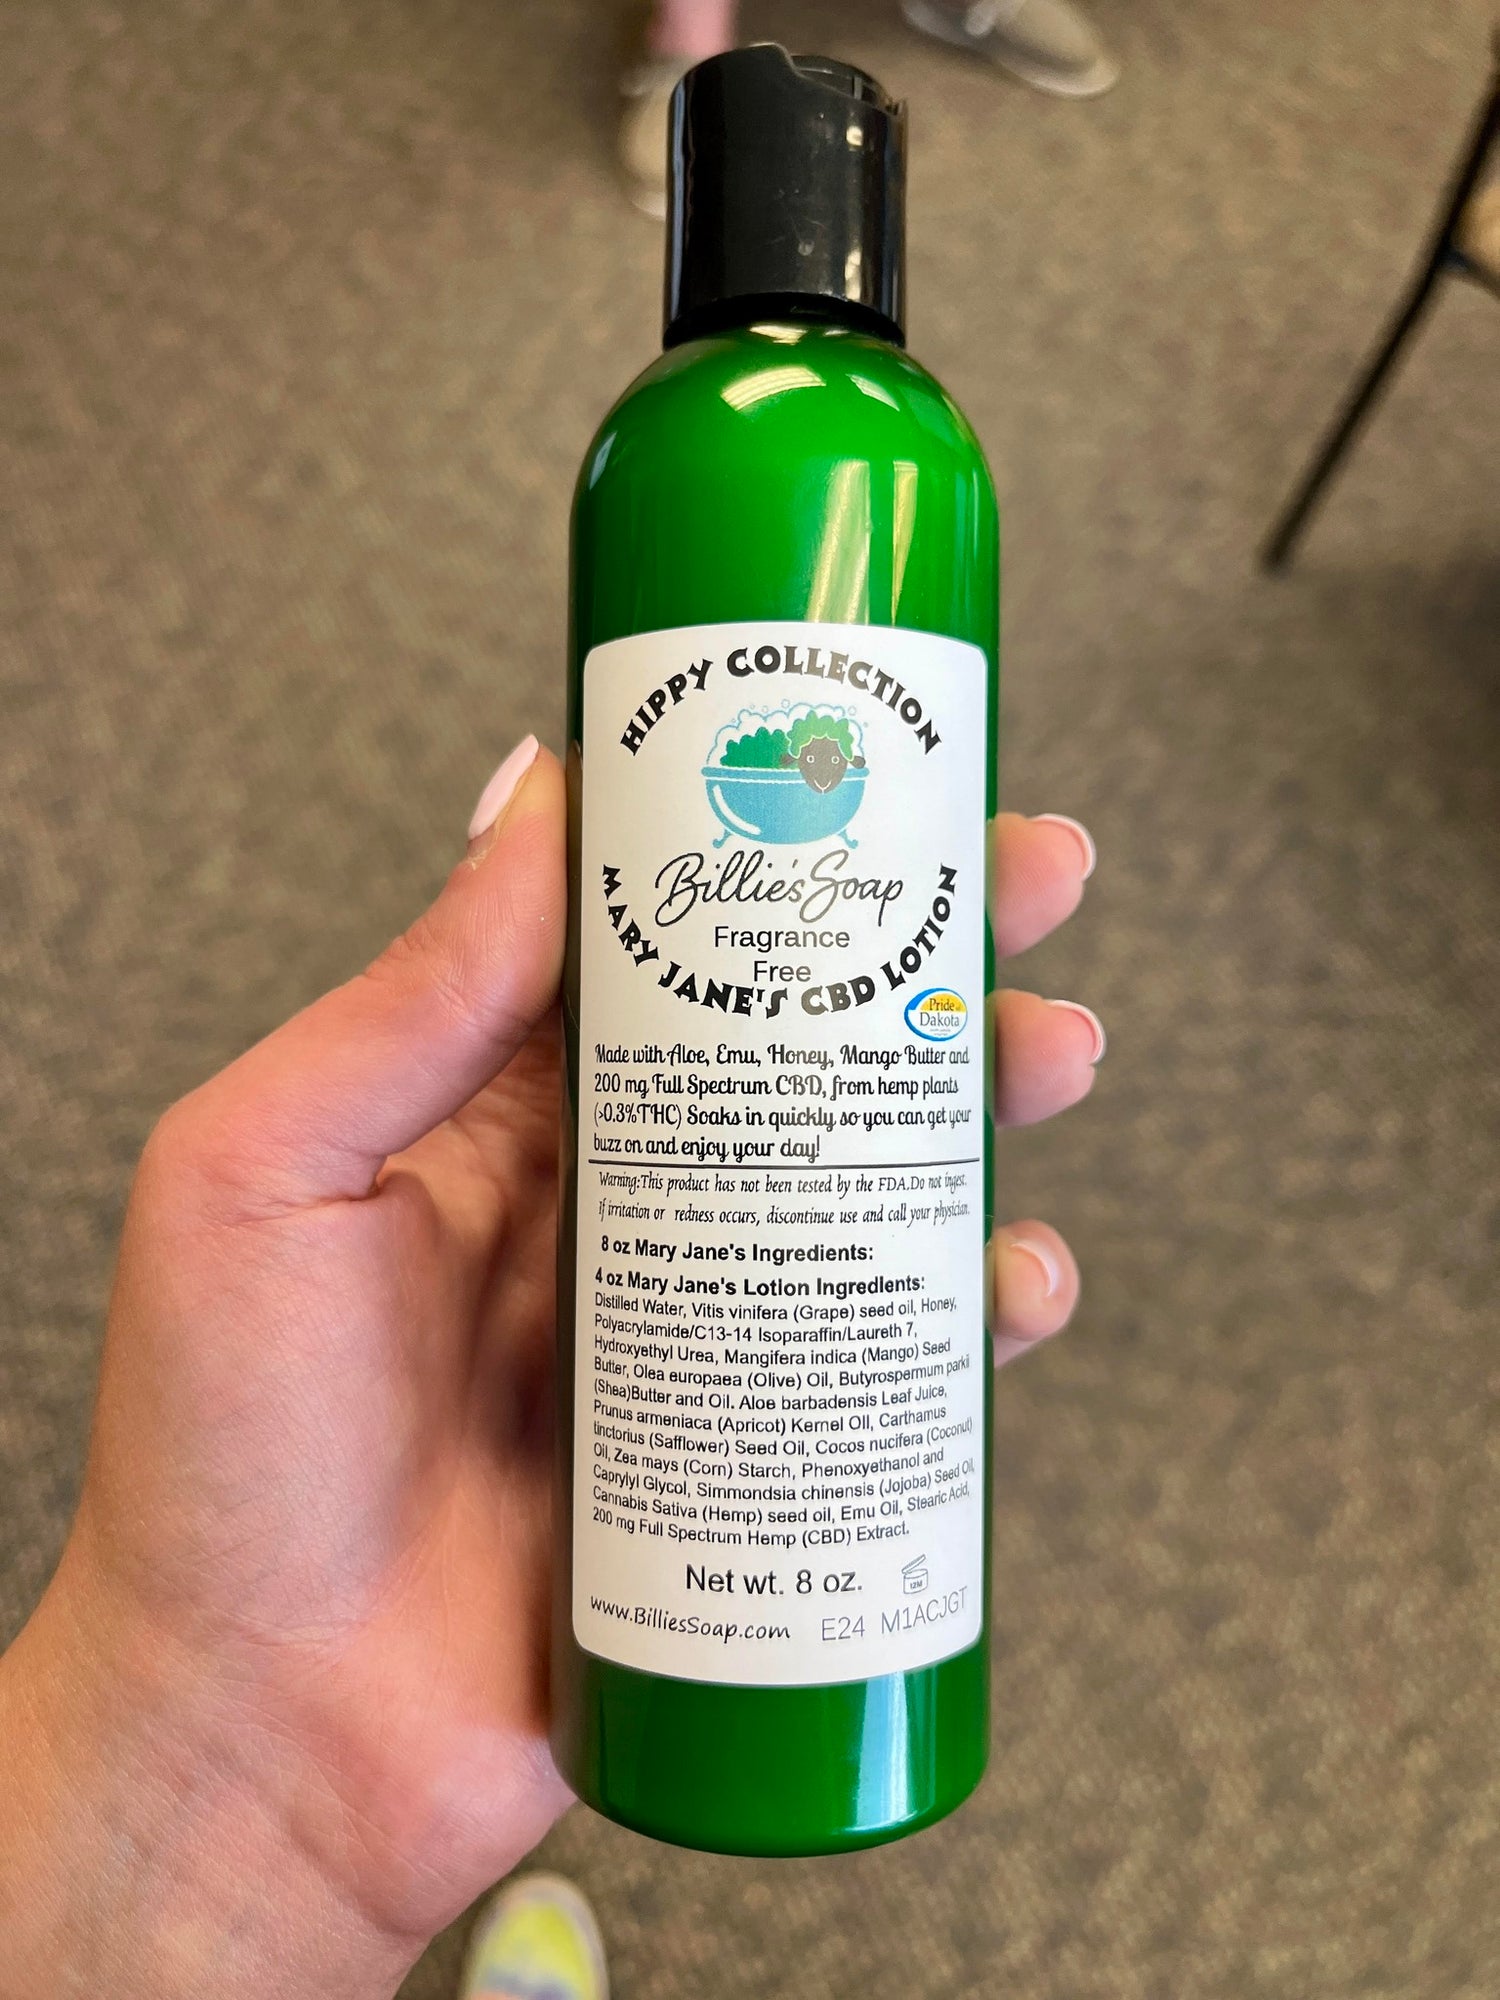 HIPPY COLLECTION
Billie's Soap
Fragrance
Free
MARY JANE'S CBD LOTION
Pride of
Dakota
Made with Aloe, Emu, Honey, Mango Butter and
200 mg Full Spectrum CBD, from hemp plants
(>0.3%THC) Soaks in quickly so you can get your
buzz on and enjoy your day!
Warning:This product has not been tested by the FDA.Do not ingest.
If irritation or redness occurs, discontinue use and call your physician.
8 oz Mary Jane's Ingredients:
4 oz Mary Jane's Lotion Ingredients:
Distilled Water, Vitis vinifera (Grape) seed oil, Honey,
Polyacrylamide/C13-14 Isoparaffin/Laureth 7,
Hydroxyethyl Urea, Mangifera indica (Mango) Seed
Butter, Olea europaea (Olive) Oil, Butyrospermum parkii
(Shea)Butter and Oil. Aloe barbadensis Leaf Juice,
Prunus armeniaca (Apricot) Kernel Oil, Carthamus
tinctorius (Safflower) Seed Oil, Cocos nucifera (Coconut)
Oil, Zea mays (Corn) Starch, Phenoxyethanol and
Caprylyl Glycol, Simmondsia chinensis (Jojoba) Seed Oil,
Cannabis Sativa (Hemp) seed oil, Emu Oil, Stearic Acid,
200 mg Full Spectrum Hemp (CBD) Extract.
Net wt. 8 oz.
12M
www.BilliesSoap.com E24 M1ACJGT